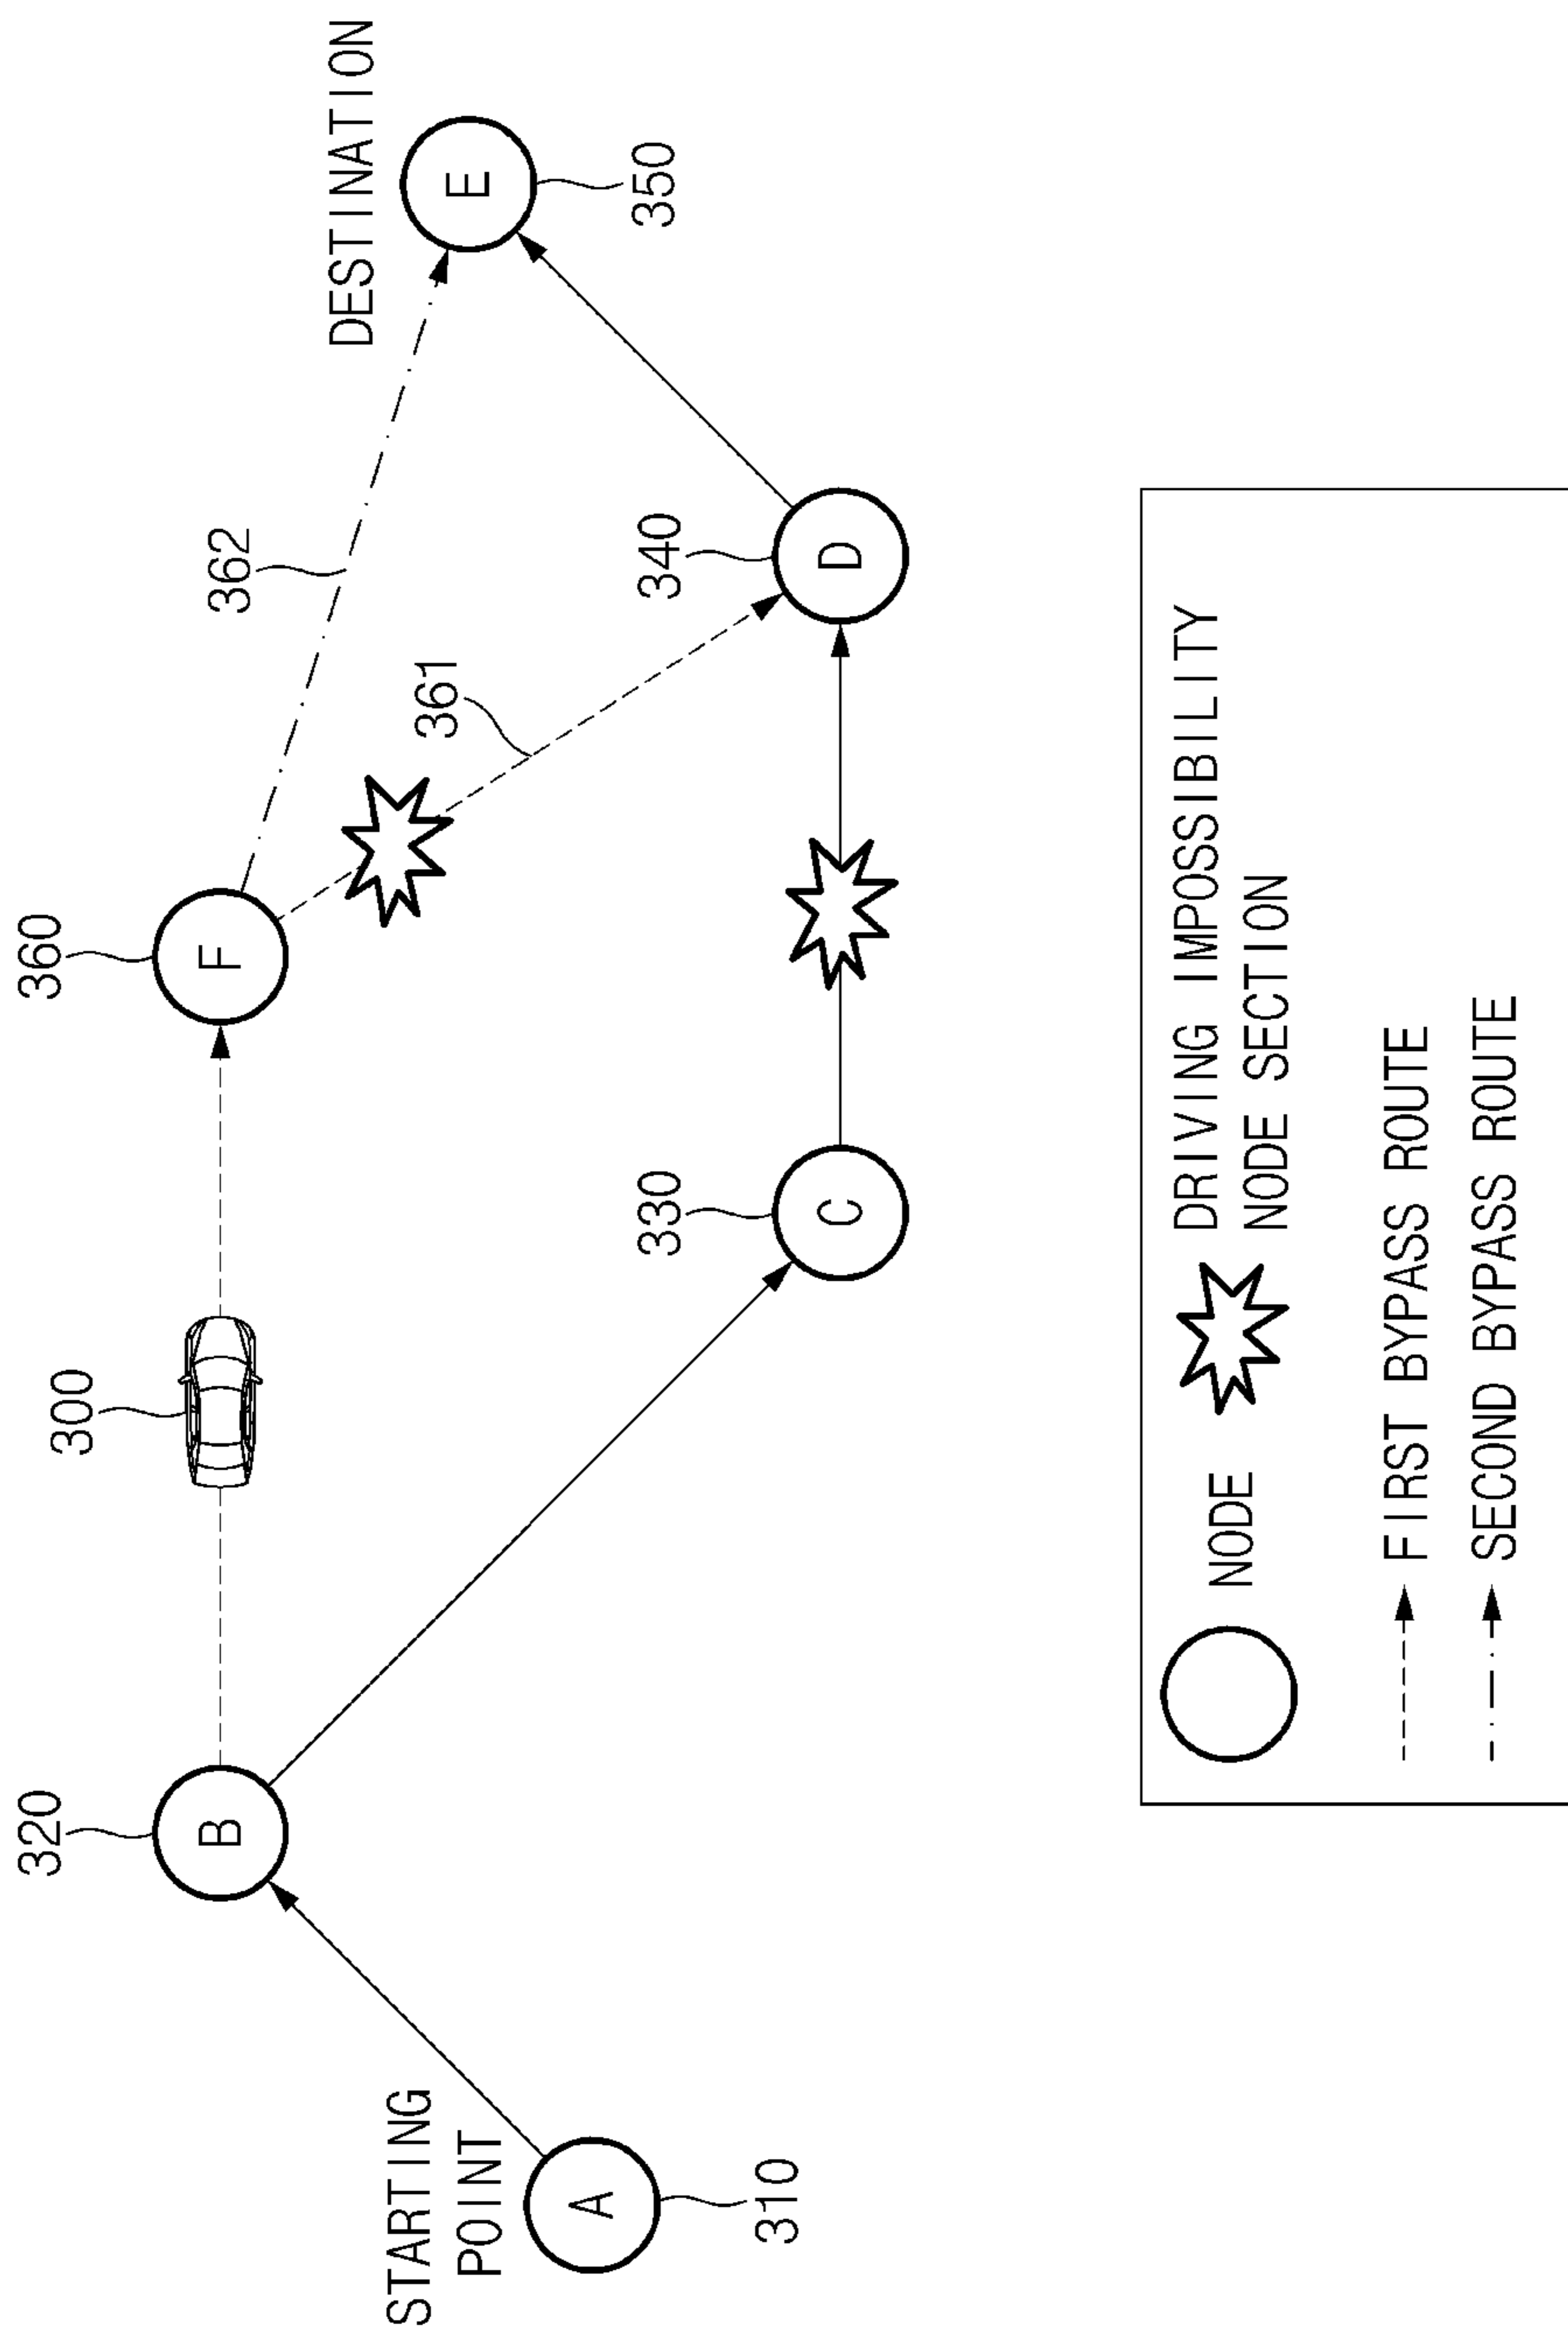 360
320
300
F
B
362
DESTINATION
E
361
350
STARTING
POINT
A
330
340
C
D
310
NODE
DRIVING IMPOSSIBILITY
NODE SECTION
FIRST BYPASS ROUTE
SECOND BYPASS ROUTE